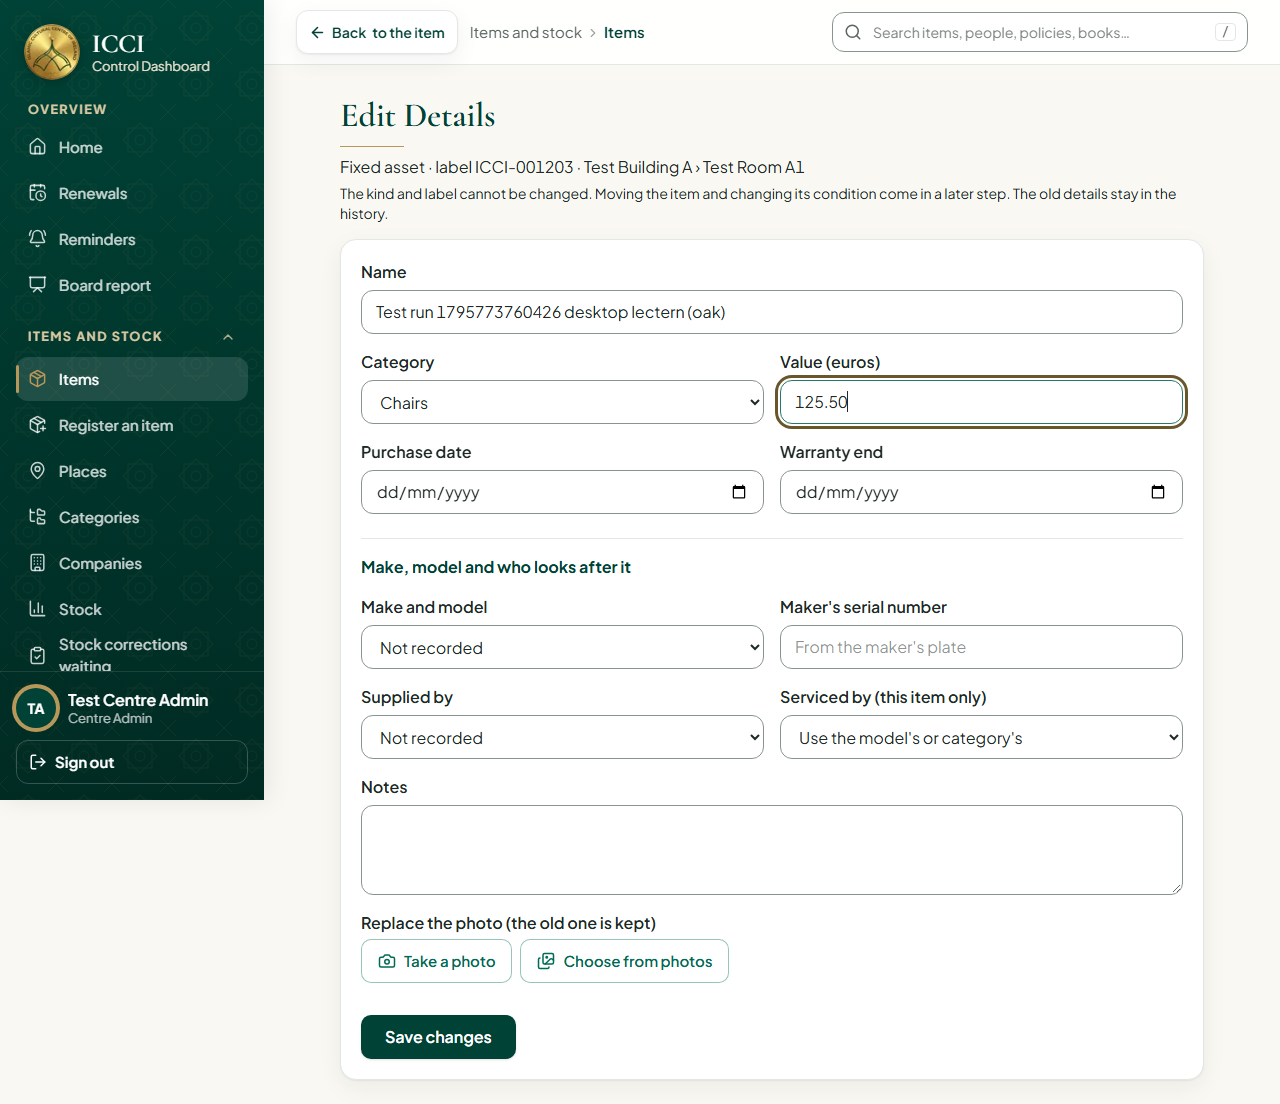 ICCI
Control Dashboard
OVERVIEW
Home
Renewals
Reminders
Board report
ITEMS AND STOCK
Items
Register an item
Places
Categories
Companies
Stock
Stock corrections
waiting
TA
Test Centre Admin
Centre Admin
Sign out
Back to the item
Items and stock › Items
Search items, people, policies, books…
/
Edit Details
Fixed asset · label ICCI-001203 · Test Building A › Test Room A1
The kind and label cannot be changed. Moving the item and changing its condition come in a later step. The old details stay in the
history.
Name
Test run 1795773760426 desktop lectern (oak)
Category
Value (euros)
Chairs
125.50
Purchase date
Warranty end
dd/mm/yyyy
dd/mm/yyyy
Make, model and who looks after it
Make and model
Maker's serial number
Not recorded
From the maker's plate
Supplied by
Serviced by (this item only)
Not recorded
Use the model's or category's
Notes
Replace the photo (the old one is kept)
Take a photo
Choose from photos
Save changes